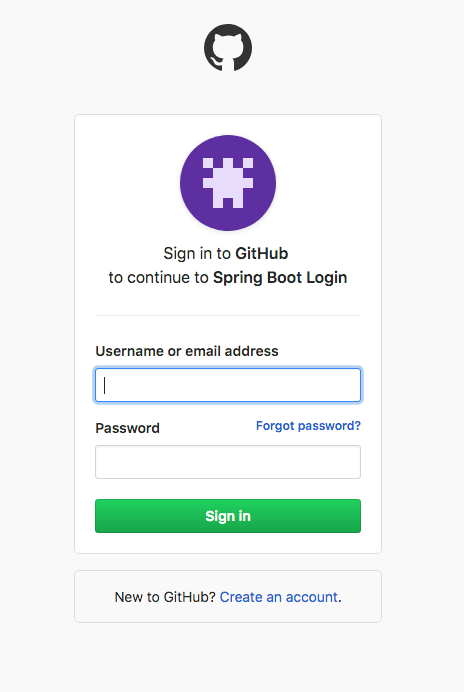 Sign in to GitHub
to continue to Spring Boot Login
Username or email address
Password Forgot password?
Sign in
New to GitHub? Create an account.